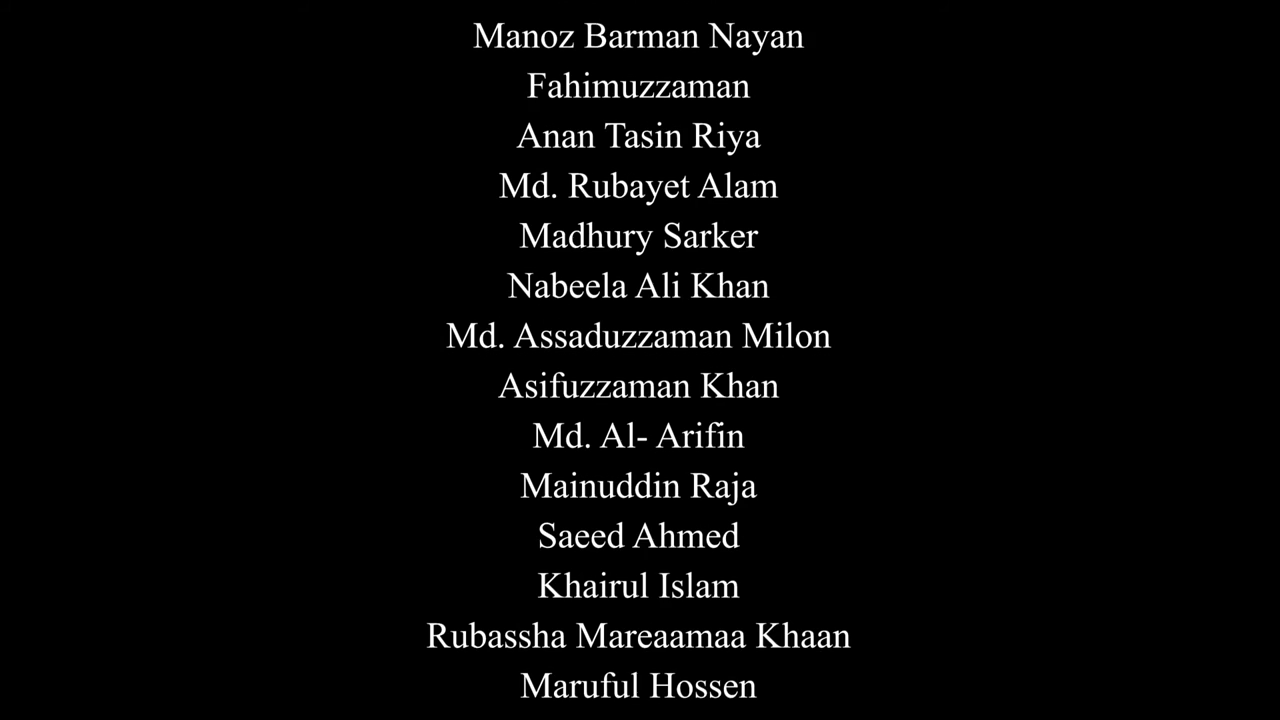 Manoz Barman Nayan
Fahimuzzaman
Anan Tasin Riya
Md. Rubayet Alam
Madhury Sarker
Nabeela Ali Khan
Md. Assaduzzaman Milon
Asifuzzaman Khan
Md. Al- Arifin
Mainuddin Raja
Saeed Ahmed
Khairul Islam
Rubassha Mareaamaa Khaan
Maruful Hossen